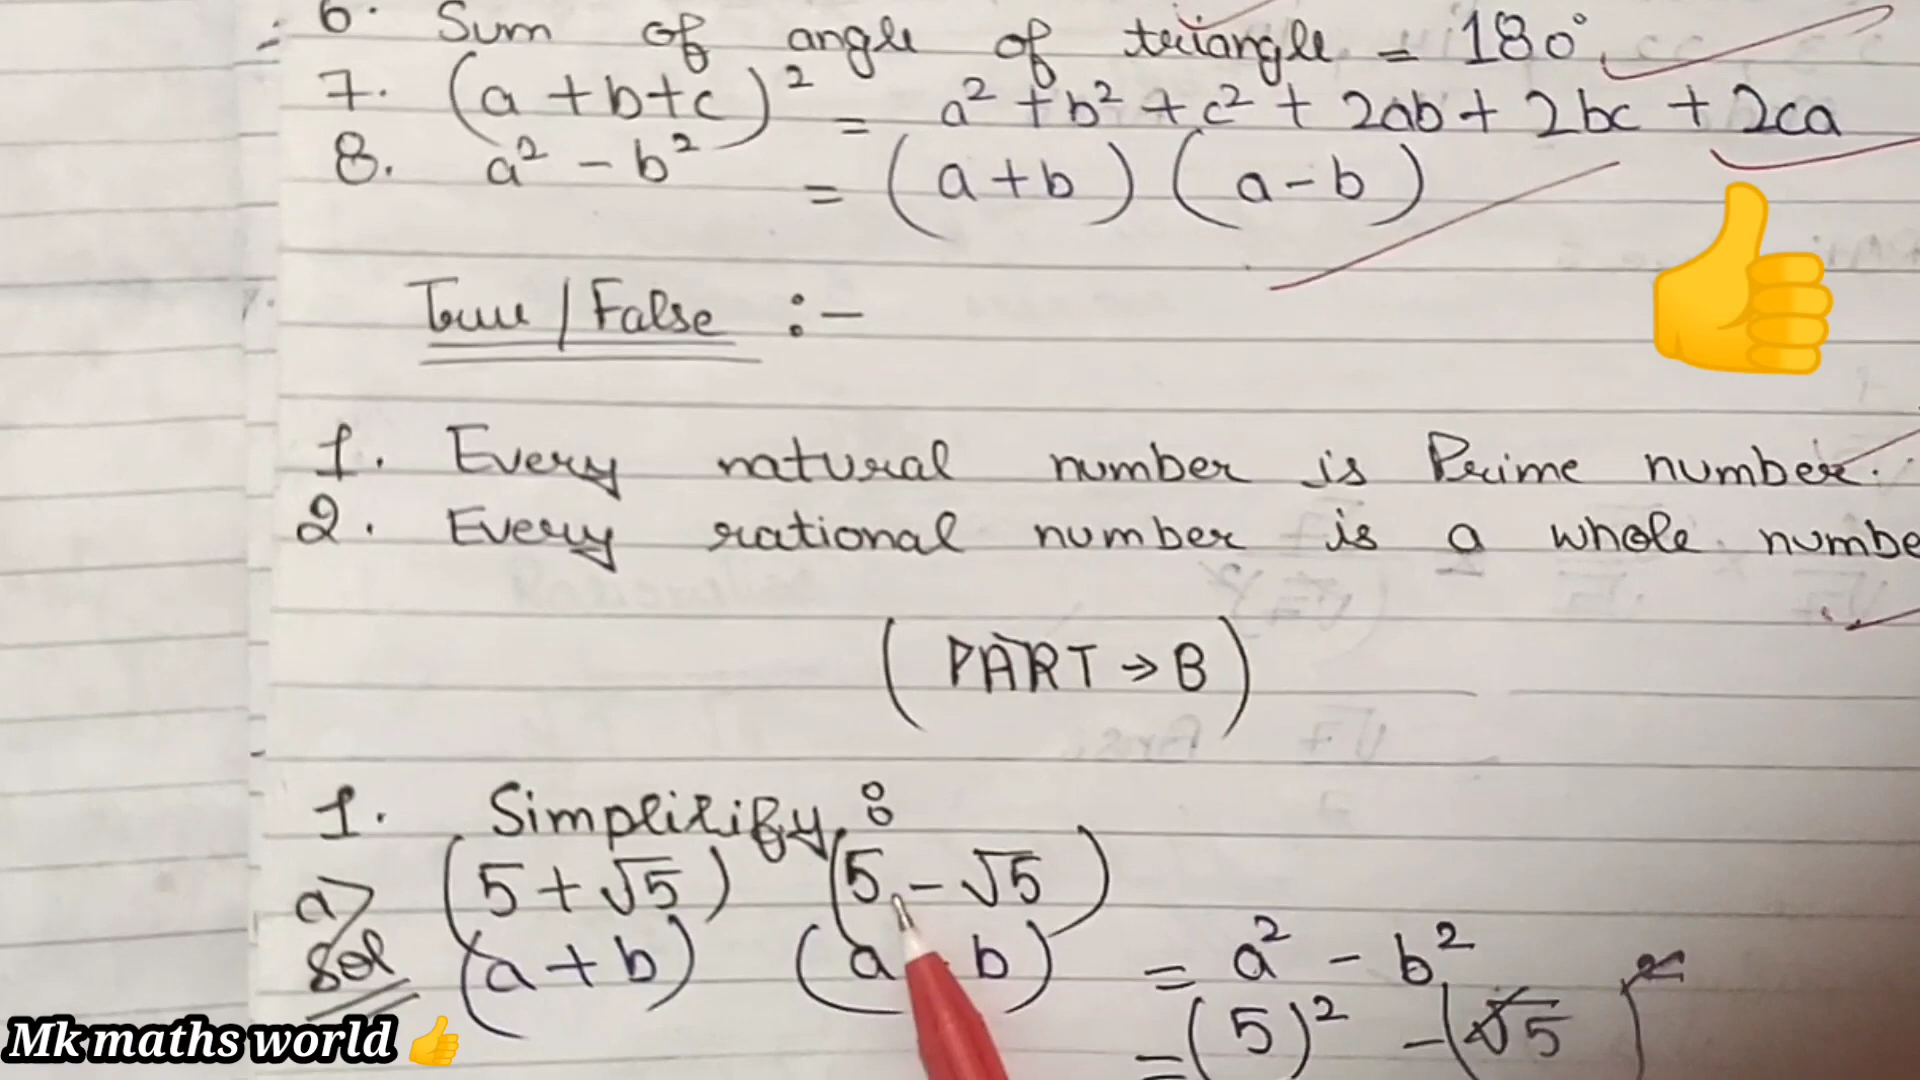 6. Sum of angle of triangle = 180°
7. (a+b+c)² = a² + b² + c² + 2ab + 2bc + 2ca
8. a² - b² = (a+b) (a-b)
True / False :-
1. Every natural number is Prime number.
2. Every rational number is a whole numbe
(PART → B)
1. Simplilify :
a> (5+√5) (5-√5)
Sol (a+b) (a b) = a² - b²
= (5)² - (√5)²
Mk maths world 👍